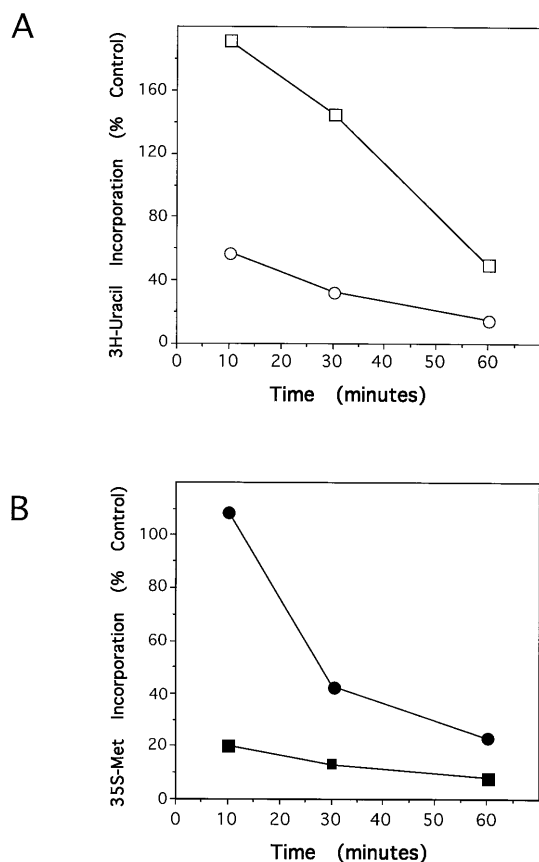 A
3H-Uracil Incorporation (% Control)
160
120
80
40
0
0 10 20 30 40 50 60
Time (minutes)
B
35S-Met Incorporation (% Control)
100
80
60
40
20
0
0 10 20 30 40 50 60
Time (minutes)